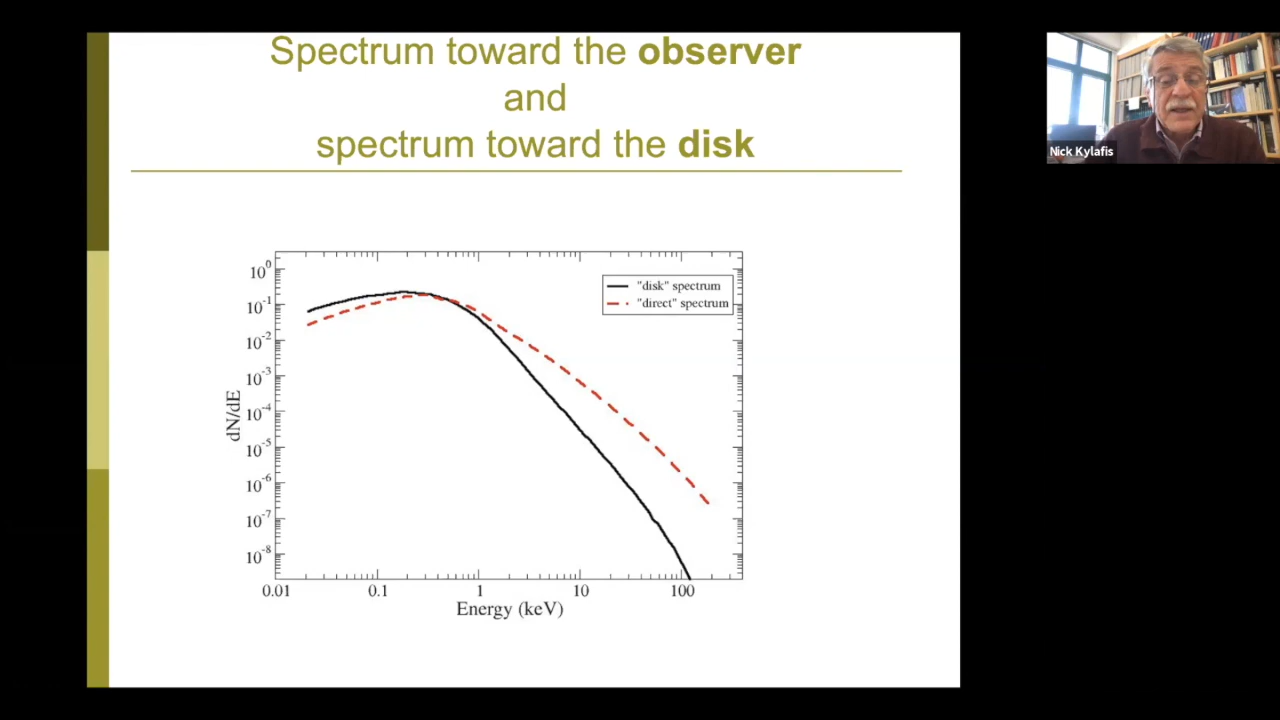 Spectrum toward the observer
and
spectrum toward the disk
Nick Kylafis
10^0
10^-1
10^-2
10^-3
10^-4
10^-5
10^-6
10^-7
10^-8
dN/dE
"disk" spectrum
"direct" spectrum
0.01 0.1 1 10 100
Energy (keV)